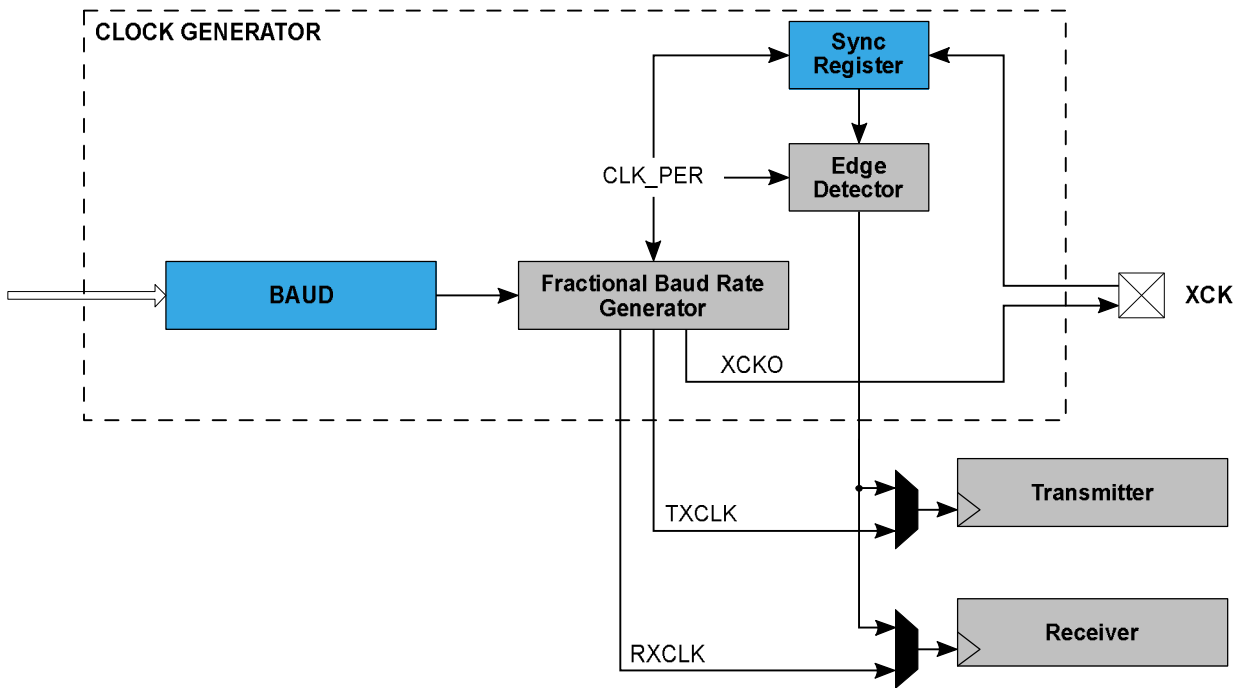 CLOCK GENERATOR
Sync
Register
Edge
Detector
CLK_PER
BAUD
Fractional Baud Rate
Generator
XCK
XCKO
Transmitter
TXCLK
Receiver
RXCLK